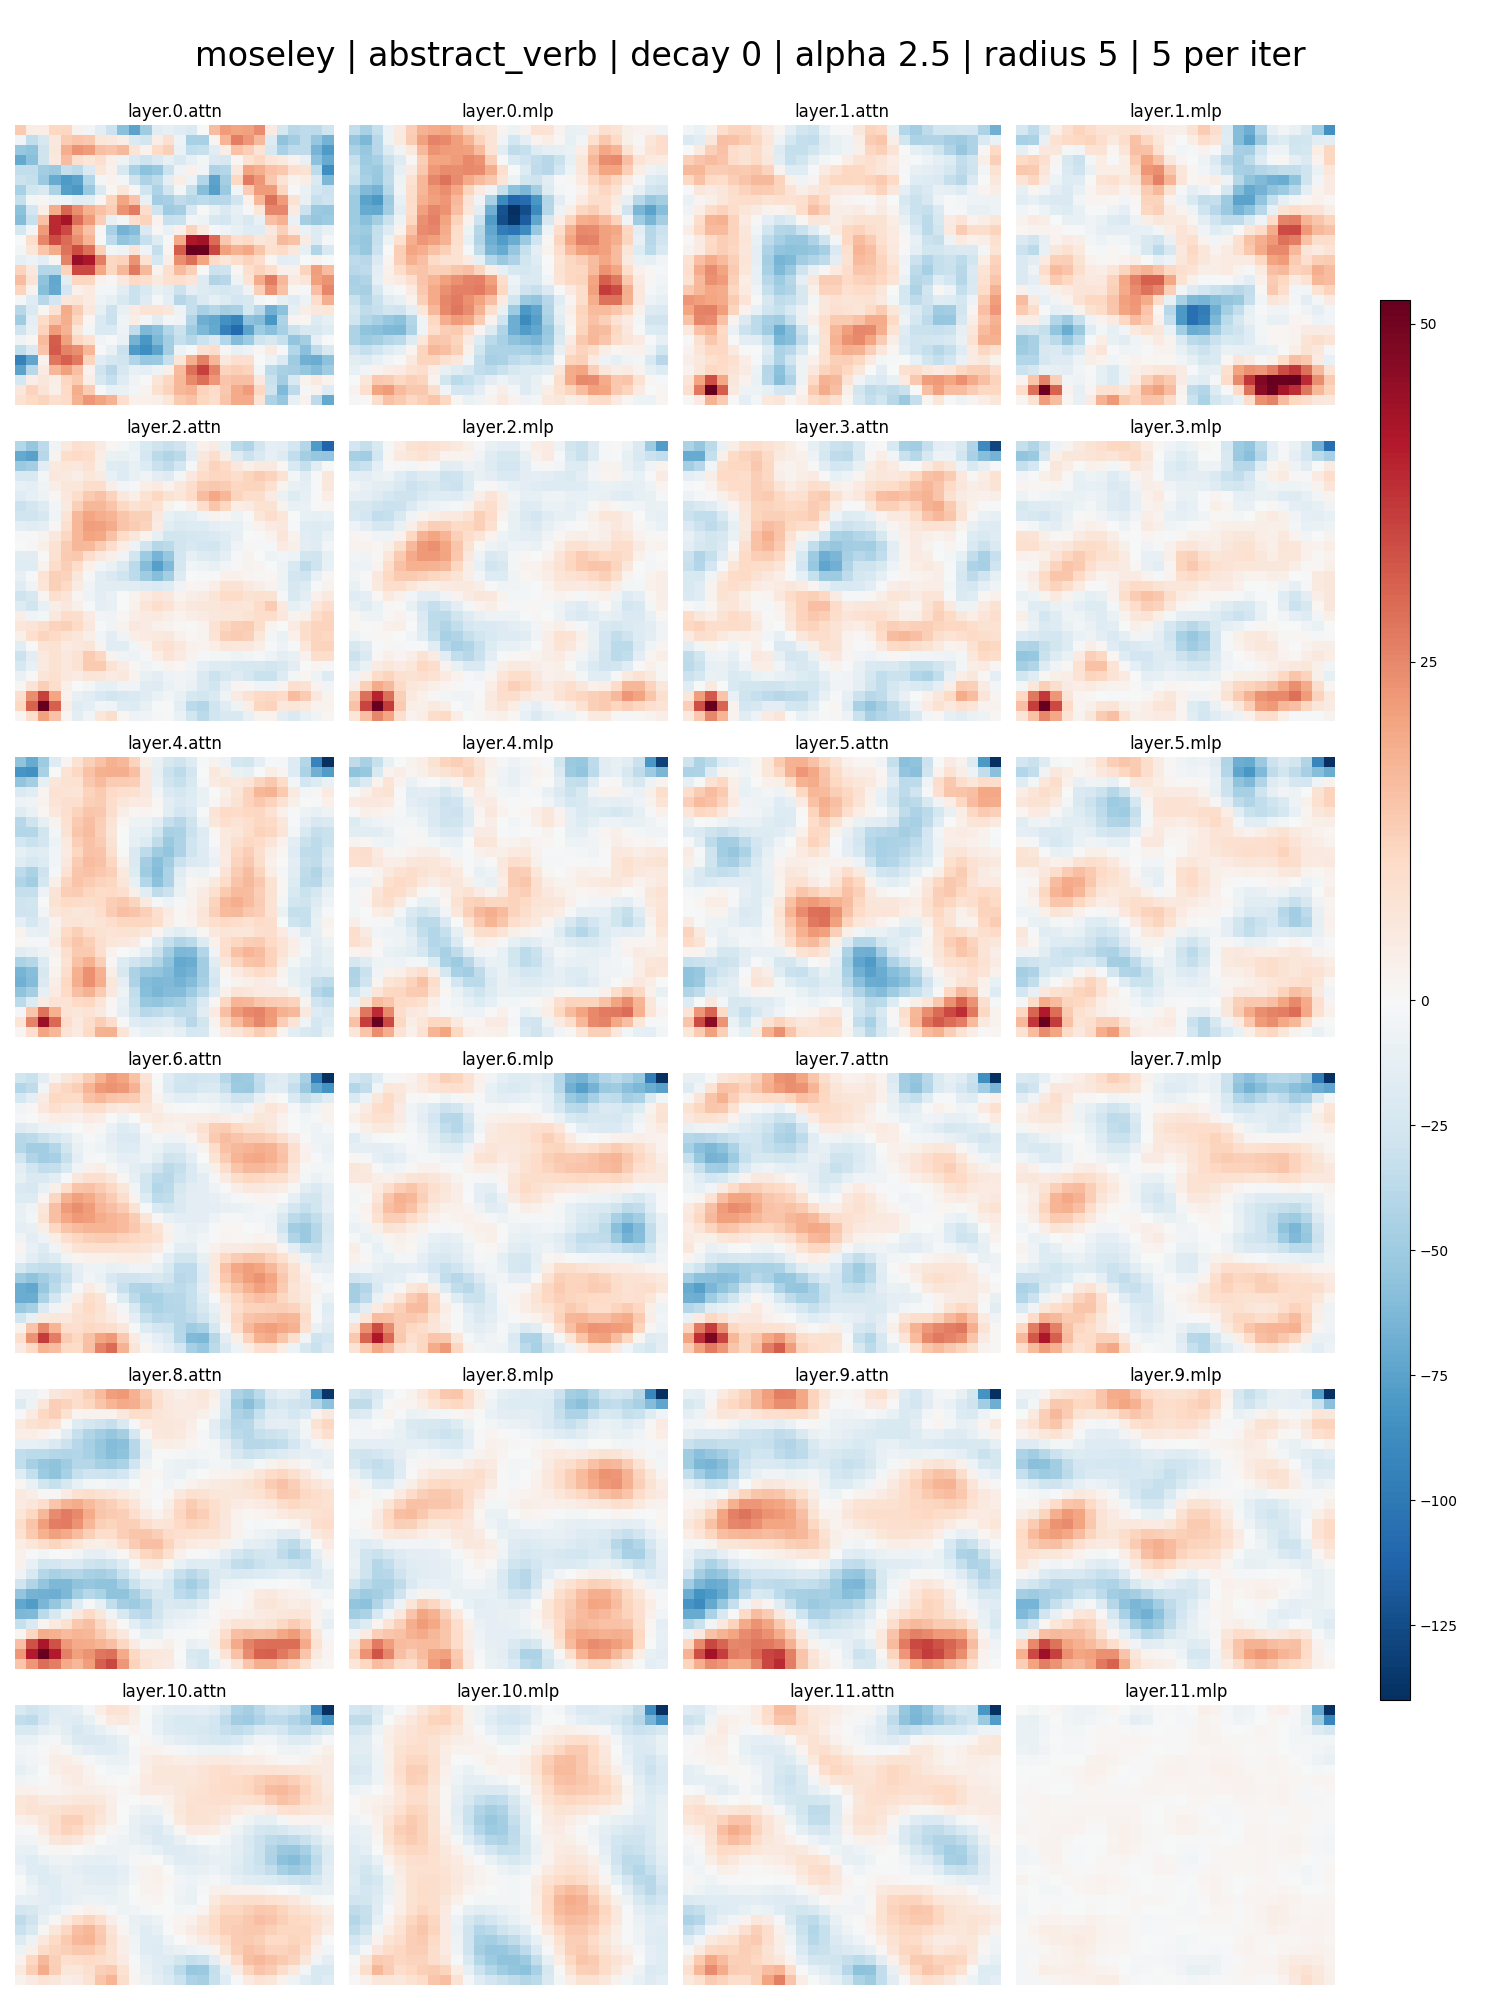 moseley | abstract_verb | decay 0 | alpha 2.5 | radius 5 | 5 per iter
layer.0.attn
layer.0.mlp
layer.1.attn
layer.1.mlp
layer.2.attn
layer.2.mlp
layer.3.attn
layer.3.mlp
layer.4.attn
layer.4.mlp
layer.5.attn
layer.5.mlp
layer.6.attn
layer.6.mlp
layer.7.attn
layer.7.mlp
layer.8.attn
layer.8.mlp
layer.9.attn
layer.9.mlp
layer.10.attn
layer.10.mlp
layer.11.attn
layer.11.mlp
50
25
0
−25
−50
−75
−100
−125